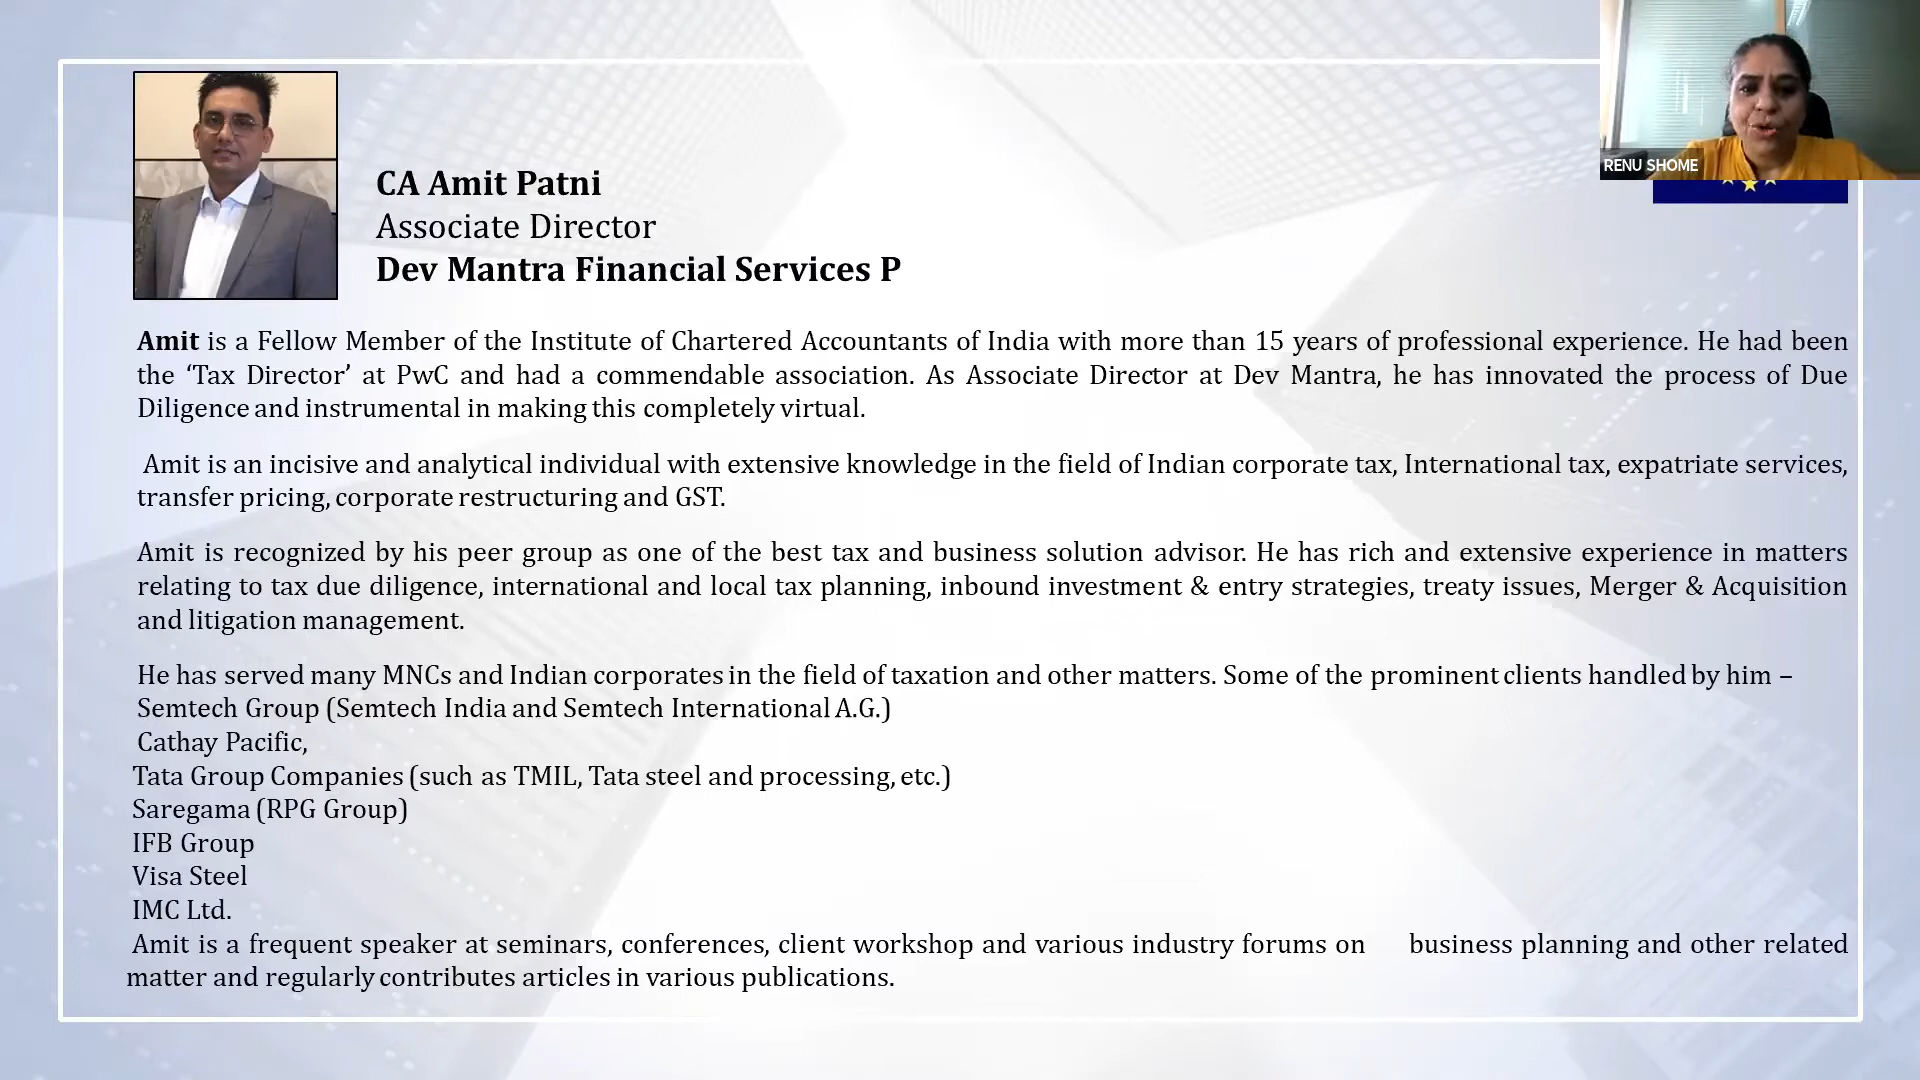 RENU SHOME
CA Amit Patni
Associate Director
Dev Mantra Financial Services P
Amit is a Fellow Member of the Institute of Chartered Accountants of India with more than 15 years of professional experience. He had been
the ‘Tax Director’ at PwC and had a commendable association. As Associate Director at Dev Mantra, he has innovated the process of Due
Diligence and instrumental in making this completely virtual.
Amit is an incisive and analytical individual with extensive knowledge in the field of Indian corporate tax, International tax, expatriate services,
transfer pricing, corporate restructuring and GST.
Amit is recognized by his peer group as one of the best tax and business solution advisor. He has rich and extensive experience in matters
relating to tax due diligence, international and local tax planning, inbound investment & entry strategies, treaty issues, Merger & Acquisition
and litigation management.
He has served many MNCs and Indian corporates in the field of taxation and other matters. Some of the prominent clients handled by him –
Semtech Group (Semtech India and Semtech International A.G.)
Cathay Pacific,
Tata Group Companies (such as TMIL, Tata steel and processing, etc.)
Saregama (RPG Group)
IFB Group
Visa Steel
IMC Ltd.
Amit is a frequent speaker at seminars, conferences, client workshop and various industry forums on business planning and other related
matter and regularly contributes articles in various publications.